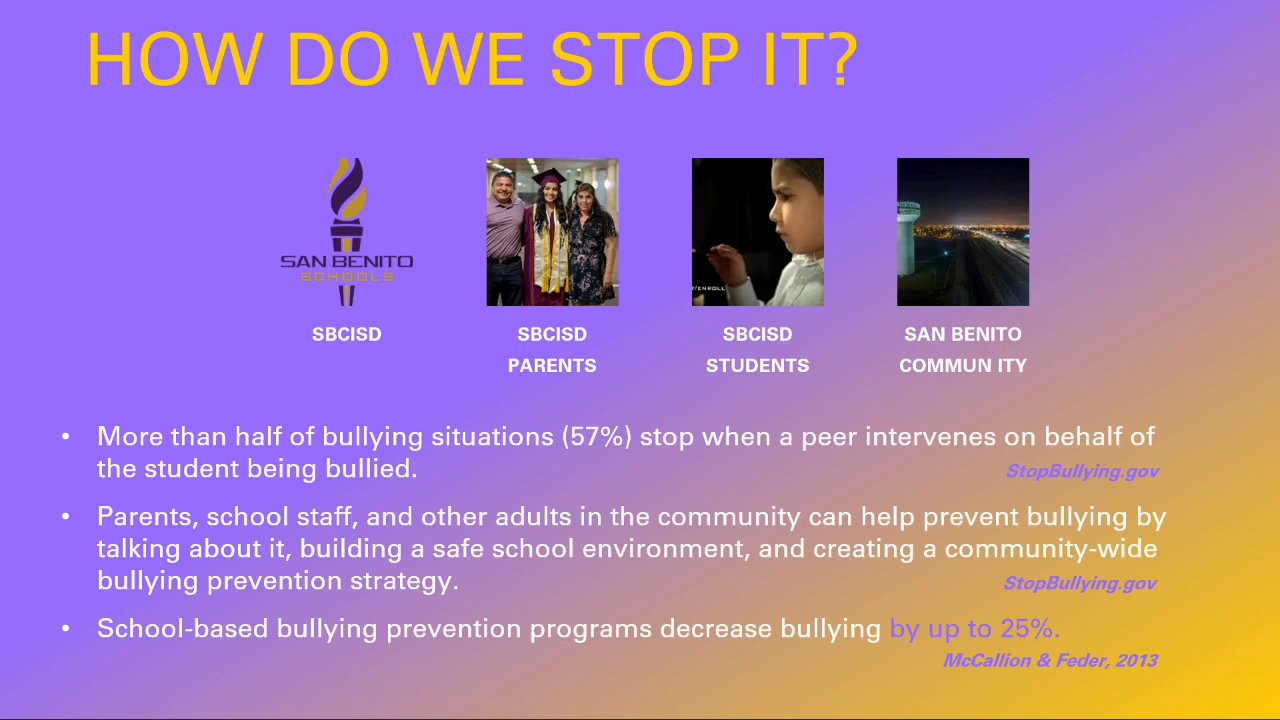 HOW DO WE STOP IT?
SAN BENITO
SCHOOLS
SBCISD
SBCISD
PARENTS
SBCISD
STUDENTS
SAN BENITO
COMMUN ITY
• More than half of bullying situations (57%) stop when a peer intervenes on behalf of
the student being bullied.
StopBullying.gov
• Parents, school staff, and other adults in the community can help prevent bullying by
talking about it, building a safe school environment, and creating a community-wide
bullying prevention strategy.
StopBullying.gov
• School-based bullying prevention programs decrease bullying by up to 25%.
McCallion & Feder, 2013